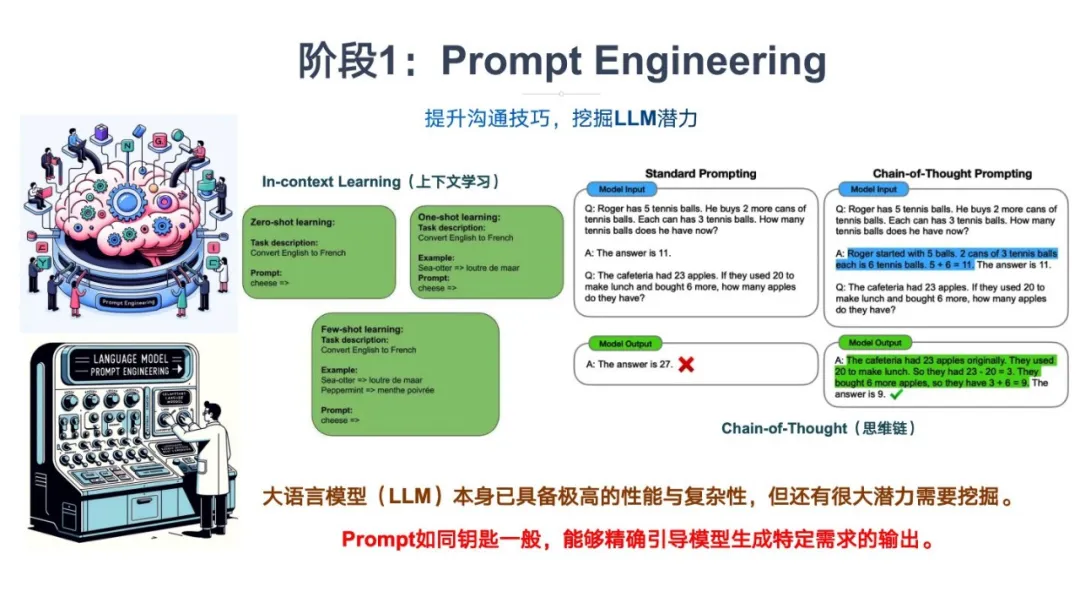 阶段1：Prompt Engineering
提升沟通技巧，挖掘LLM潜力
Prompt Engineering
LANGUAGE MODEL
PROMPT ENGINEERING
In-context Learning（上下文学习）
Zero-shot learning:
Task description:
Convert English to French
Prompt:
cheese =>
One-shot learning:
Task description:
Convert English to French
Example:
Sea-otter => loutre de maar
Prompt:
cheese =>
Few-shot learning:
Task description:
Convert English to French
Example:
Sea-otter => loutre de maar
Peppermint => menthe poivrée
Prompt:
cheese =>
Standard Prompting
Model Input
Q: Roger has 5 tennis balls. He buys 2 more cans of
tennis balls. Each can has 3 tennis balls. How many
tennis balls does he have now?
A: The answer is 11.
Q: The cafeteria had 23 apples. If they used 20 to
make lunch and bought 6 more, how many apples
do they have?
Model Output
A: The answer is 27.
Chain-of-Thought Prompting
Model Input
Q: Roger has 5 tennis balls. He buys 2 more cans of
tennis balls. Each can has 3 tennis balls. How many
tennis balls does he have now?
A: Roger started with 5 balls. 2 cans of 3 tennis balls
each is 6 tennis balls. 5 + 6 = 11. The answer is 11.
Q: The cafeteria had 23 apples. If they used 20 to
make lunch and bought 6 more, how many apples
do they have?
Model Output
A: The cafeteria had 23 apples originally. They used
20 to make lunch. So they had 23 - 20 = 3. They
bought 6 more apples, so they have 3 + 6 = 9. The
answer is 9.
Chain-of-Thought（思维链）
大语言模型（LLM）本身已具备极高的性能与复杂性，但还有很大潜力需要挖掘。
Prompt如同钥匙一般，能够精确引导模型生成特定需求的输出。